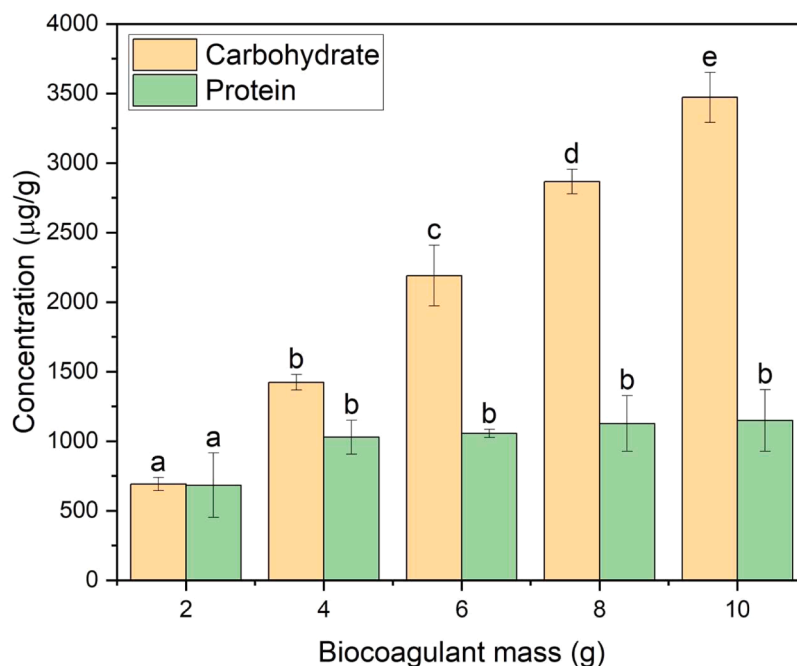 4000
3500
3000
2500
2000
1500
1000
500
0
Concentration (µg/g)
Carbohydrate
Protein
a
a
b
b
c
b
d
b
e
b
2
4
6
8
10
Biocoagulant mass (g)